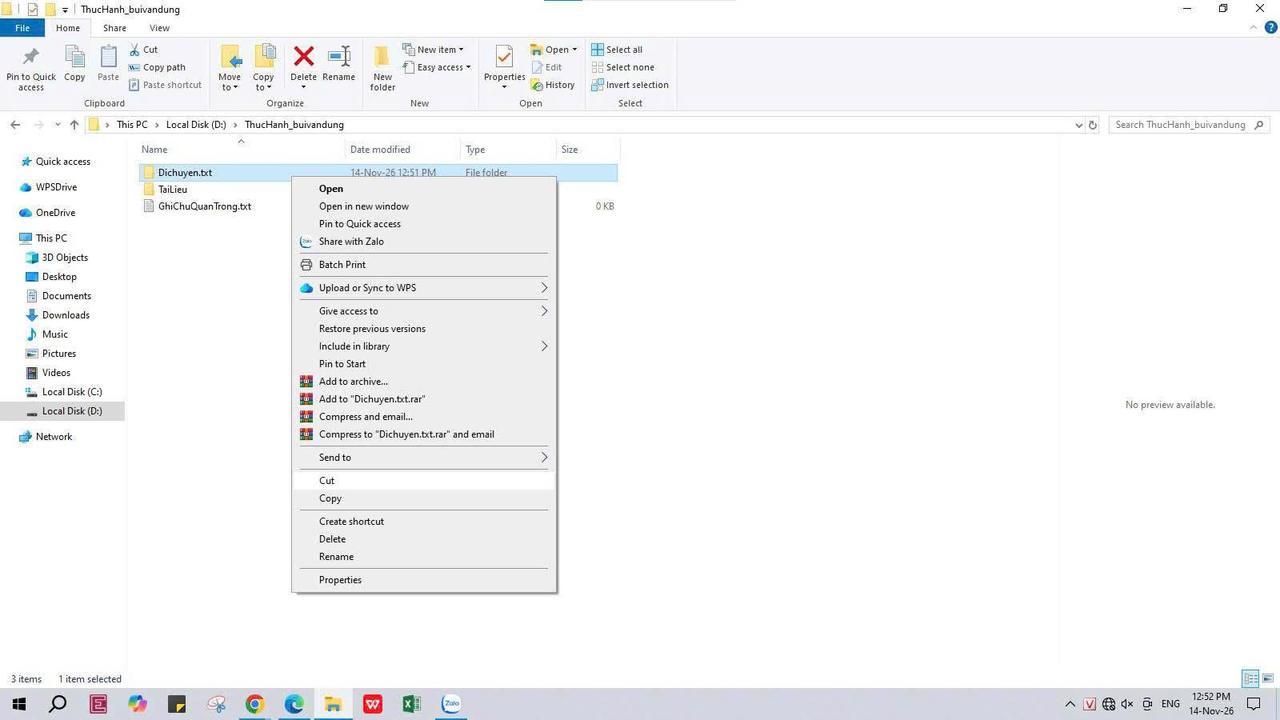 ThucHanh_buivandung
File
Home
Share
View
Pin to Quick access
Copy
Paste
Cut
Copy path
Paste shortcut
Clipboard
Move to
Copy to
Delete
Rename
Organize
New folder
New item
Easy access
New
Properties
Open
Edit
History
Open
Select all
Select none
Invert selection
Select
This PC > Local Disk (D:) > ThucHanh_buivandung
Search ThucHanh_buivandung
Quick access
WPSDrive
OneDrive
This PC
3D Objects
Desktop
Documents
Downloads
Music
Pictures
Videos
Local Disk (C:)
Local Disk (D:)
Network
Name
Date modified
Type
Size
Dichuyen.txt
14-Nov-26 12:51 PM
File folder
TaiLieu
GhiChuQuanTrong.txt
0 KB
Open
Open in new window
Pin to Quick access
Share with Zalo
Batch Print
Upload or Sync to WPS
Give access to
Restore previous versions
Include in library
Pin to Start
Add to archive...
Add to "Dichuyen.txt.rar"
Compress and email...
Compress to "Dichuyen.txt.rar" and email
Send to
Cut
Copy
Create shortcut
Delete
Rename
Properties
No preview available.
3 items
1 item selected
Zalo
ENG
12:52 PM
14-Nov-26